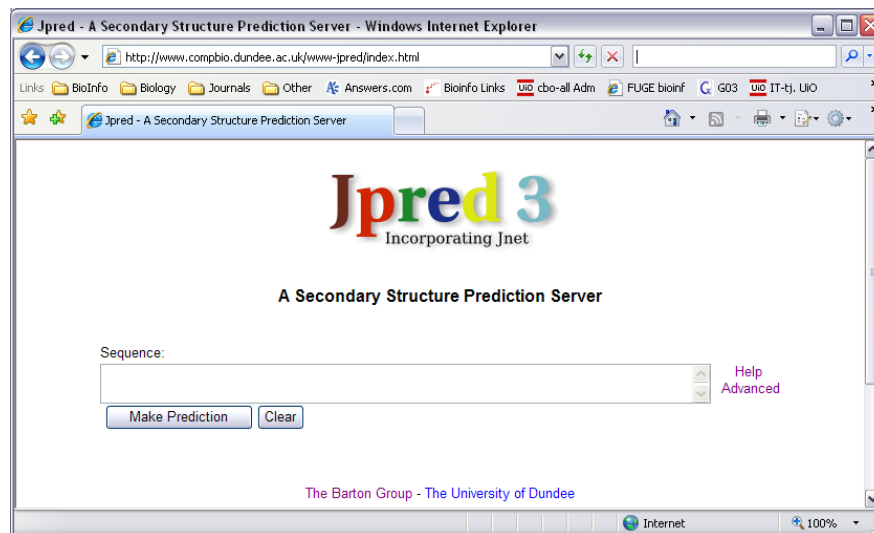 Jpred - A Secondary Structure Prediction Server - Windows Internet Explorer
http://www.compbio.dundee.ac.uk/www-jpred/index.html
Links BioInfo Biology Journals Other Answers.com Bioinfo Links UiO cbo-all Adm FUGE bioinf G03 UiO IT-tj. UiO
Jpred - A Secondary Structure Prediction Server
Jpred 3
Incorporating Jnet
A Secondary Structure Prediction Server
Sequence:
Help
Advanced
Make Prediction Clear
The Barton Group - The University of Dundee
Internet 100%